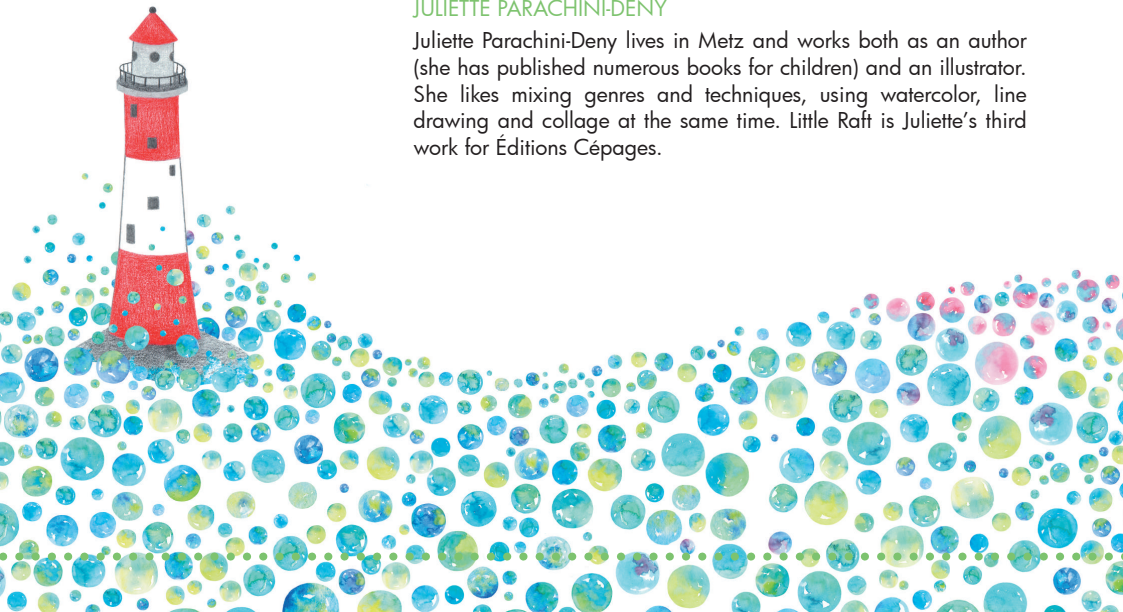 JULIETTE PARACHINI-DENY
Juliette Parachini-Deny lives in Metz and works both as an author
(she has published numerous books for children) and an illustrator.
She likes mixing genres and techniques, using watercolor, line
drawing and collage at the same time. Little Raft is Juliette’s third
work for Éditions Cépages.